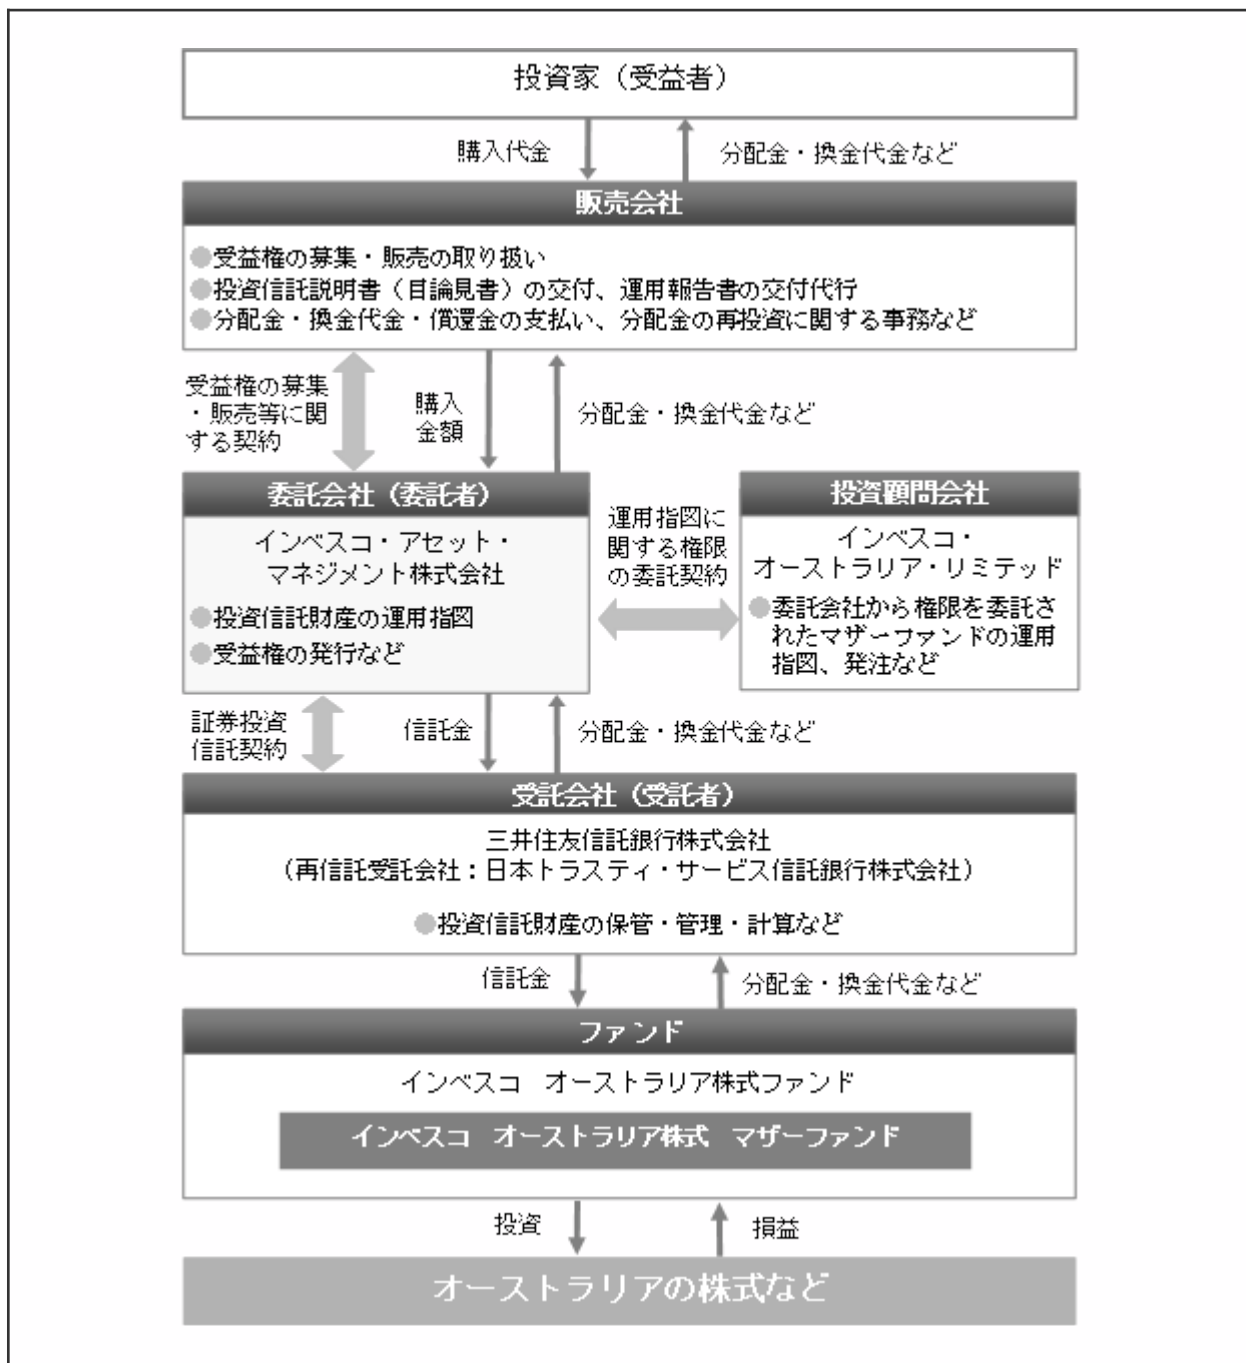 投資家（受益者）
購入代金
分配金・換金代金など
販売会社
●受益権の募集・販売の取り扱い
●投資信託説明書（目論見書）の交付、運用報告書の交付代行
●分配金・換金代金・償還金の支払い、分配金の再投資に関する事務など
受益権の募集
・販売等に関
する契約
購入
金額
分配金・換金代金など
委託会社（委託者）
インベスコ・アセット・
マネジメント株式会社
●投資信託財産の運用指図
●受益権の発行など
運用指図に
関する権限
の委託契約
投資顧問会社
インベスコ・
オーストラリア・リミテッド
●委託会社から権限を委託さ
れたマザーファンドの運用
指図、発注など
証券投資
信託契約
信託金
分配金・換金代金など
受託会社（受託者）
三井住友信託銀行株式会社
（再信託受託会社：日本トラスティ・サービス信託銀行株式会社）
●投資信託財産の保管・管理・計算など
信託金
分配金・換金代金など
ファンド
インベスコ　オーストラリア株式ファンド
インベスコ　オーストラリア株式　マザーファンド
投資
損益
オーストラリアの株式など